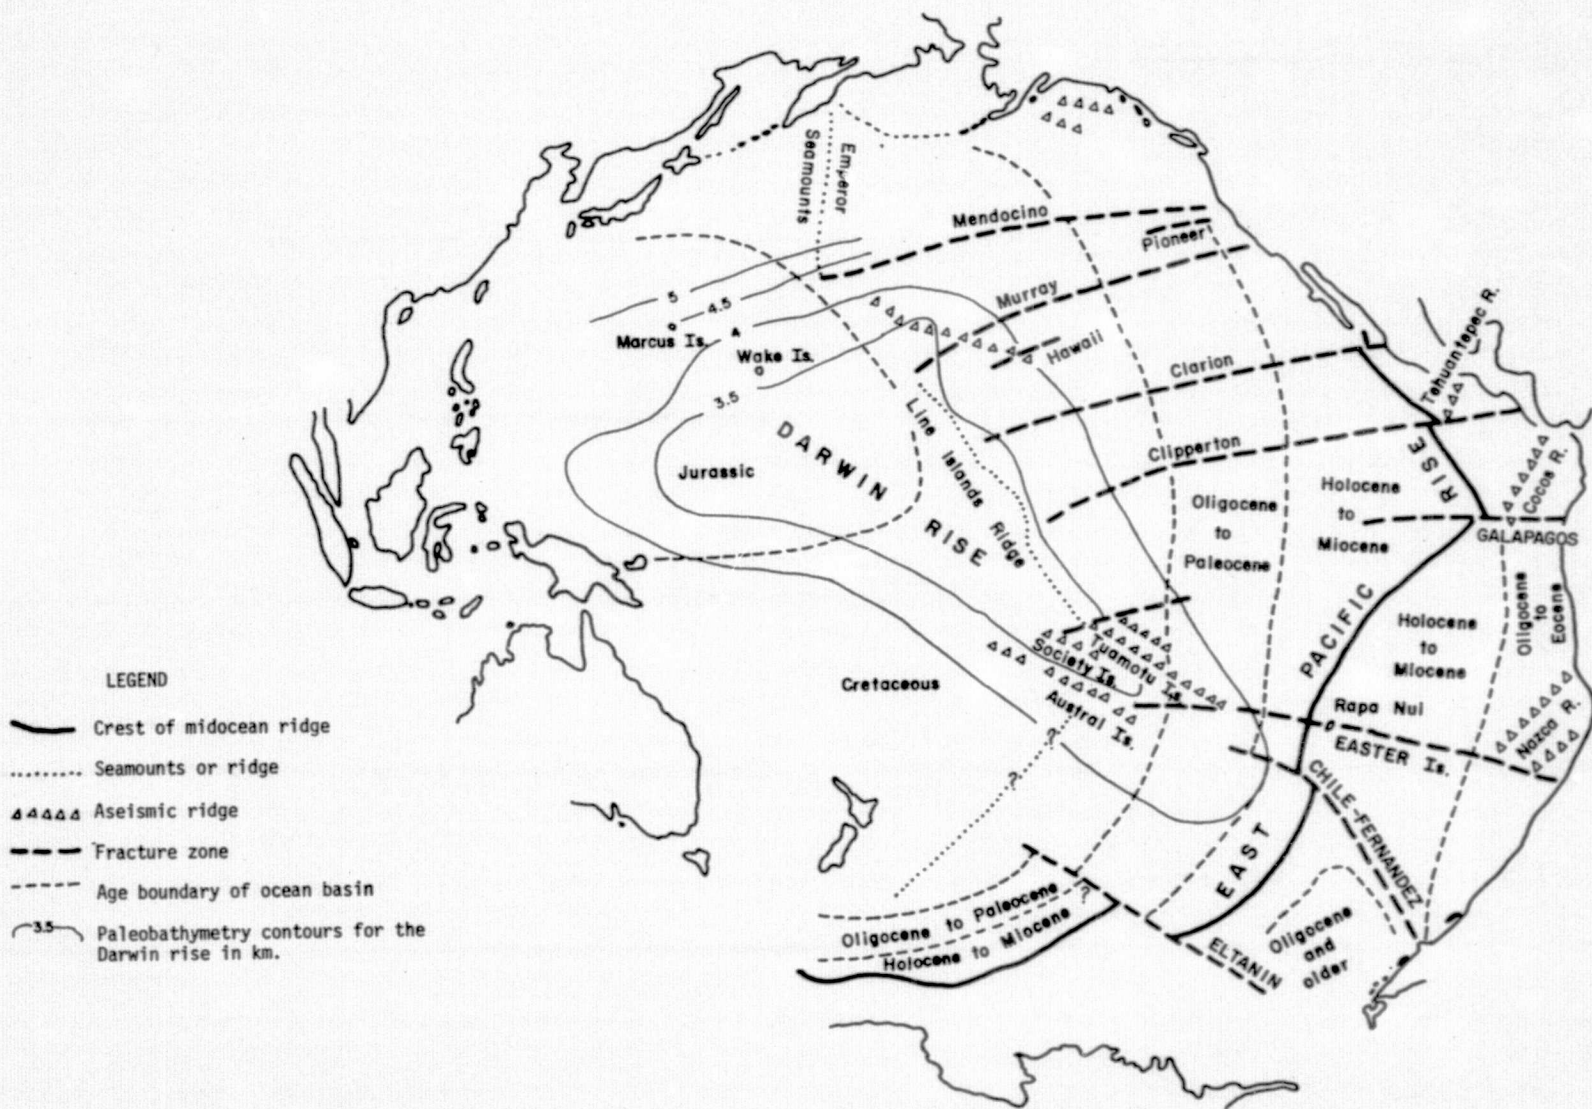 Emperor
Seamounts
Mendocino
Pioneer
Murray
Hawaii
Clarion
Clipperton
Tehuantepec R.
Cocos R.
GALAPAGOS
5
4.5
4
3.5
Marcus Is.
Wake Is.
DARWIN
RISE
Jurassic
Line Islands Ridge
Oligocene
to
Paleocene
Holocene
to
Miocene
Holocene
to
Miocene
Oligocene
to
Eocene
EAST
PACIFIC
RISE
Cretaceous
Tuamotu Is.
Society Is.
Austral Is.
Rapa Nui
EASTER Is.
Nazca R.
CHILE-FERNANDEZ
?
?
?
Oligocene to Paleocene
Holocene to Miocene
ELTANIN
Oligocene
and
older
LEGEND
Crest of midocean ridge
Seamounts or ridge
Aseismic ridge
Fracture zone
Age boundary of ocean basin
3.5
Paleobathymetry contours for the
Darwin rise in km.